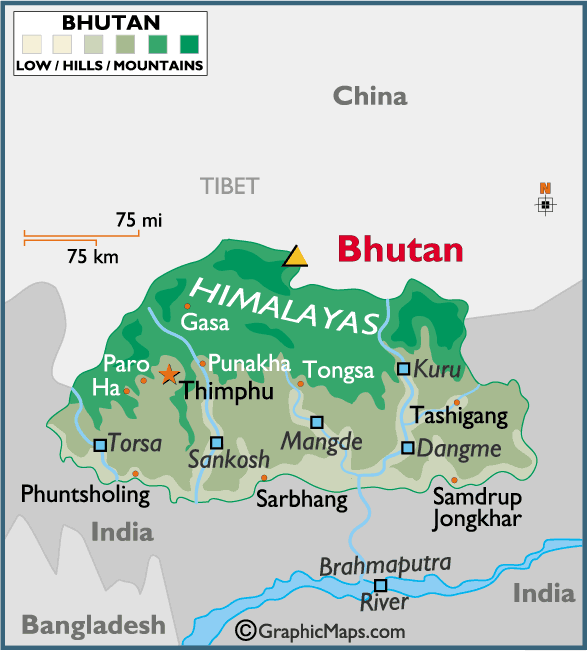 BHUTAN
LOW / HILLS / MOUNTAINS
China
TIBET
N
75 mi
75 km
Bhutan
HIMALAYAS
Gasa
Paro
Punakha
Kuru
Ha
Thimphu
Tongsa
Tashigang
Torsa
Sankosh
Mangde
Dangme
Phuntsholing
Sarbhang
Samdrup
Jongkhar
India
Brahmaputra
River
India
Bangladesh
©GraphicMaps.com